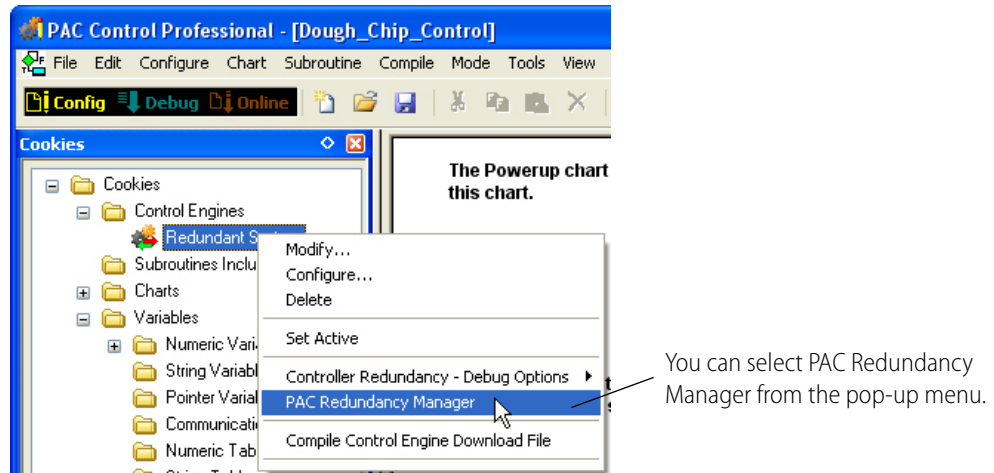 PAC Control Professional - [Dough_Chip_Control]
File Edit Configure Chart Subroutine Compile Mode Tools View
Config Debug Online
Cookies
The Powerup chart
this chart.
Cookies
Control Engines
Redundant S
Subroutines Inclu
Charts
Variables
Numeric Vari
String Variabl
Pointer Varial
Communicati
Numeric Tab
Modify...
Configure...
Delete
Set Active
Controller Redundancy - Debug Options
PAC Redundancy Manager
Compile Control Engine Download File
You can select PAC Redundancy
Manager from the pop-up menu.